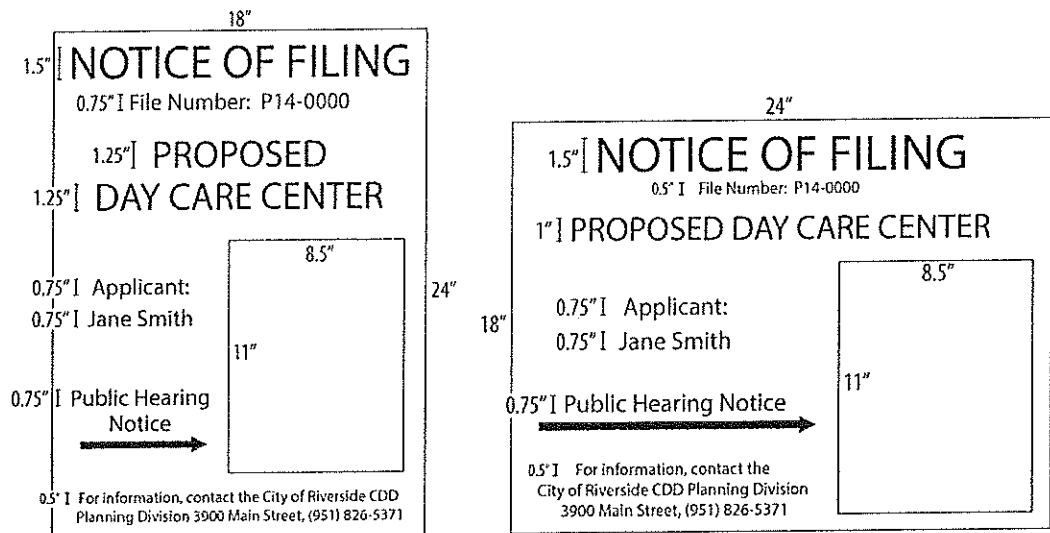 18"
1.5" NOTICE OF FILING
0.75" File Number: P14-0000
1.25" PROPOSED
1.25" DAY CARE CENTER
8.5"
0.75" Applicant:
24"
0.75" Jane Smith
11"
0.75" Public Hearing
Notice
0.5" For information, contact the City of Riverside CDD
Planning Division 3900 Main Street, (951) 826-5371
24"
1.5" NOTICE OF FILING
0.5" File Number: P14-0000
1" PROPOSED DAY CARE CENTER
8.5"
0.75" Applicant:
18"
0.75" Jane Smith
11"
0.75" Public Hearing Notice
0.5" For information, contact the
City of Riverside CDD Planning Division
3900 Main Street, (951) 826-5371